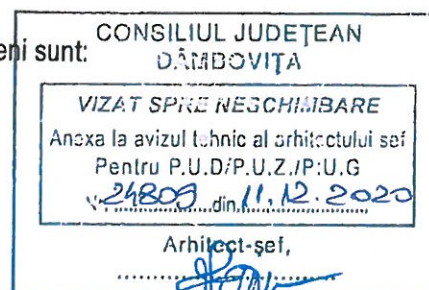 eni sunt:
CONSILIUL JUDEȚEAN
DÂMBOVIȚA
VIZAT SPRE NESCHIMBARE
Anexa la avizul tehnic al arhitectului șef
Pentru P.U.D/P.U.Z./P.U.G
24809 din 11.12.2020
Arhitect-șef,